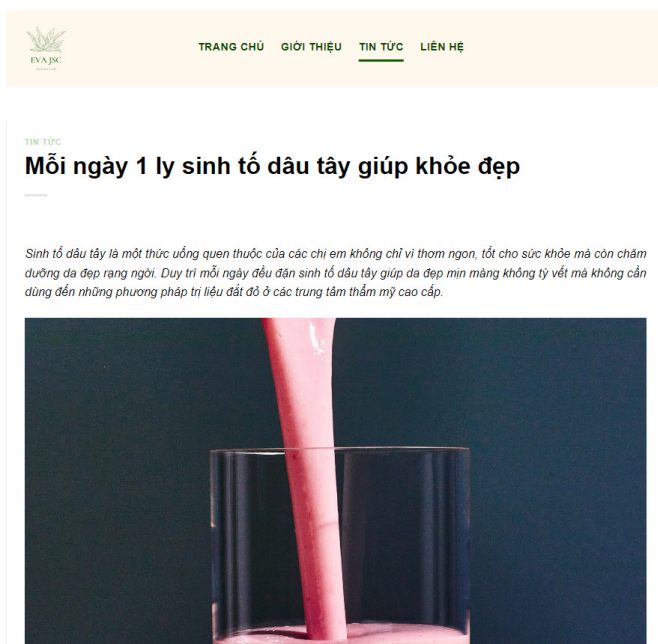 EVA JSC
TRANG CHỦ GIỚI THIỆU TIN TỨC LIÊN HỆ
TIN TỨC
Mỗi ngày 1 ly sinh tố dâu tây giúp khỏe đẹp
Sinh tố dâu tây là một thức uống quen thuộc của các chị em không chỉ vì thơm ngon, tốt cho sức khỏe mà còn chăm
dưỡng da đẹp rạng ngời. Duy trì mỗi ngày đều đặn sinh tố dâu tây giúp da đẹp mịn màng không tỳ vết mà không cần
dùng đến những phương pháp trị liệu đắt đỏ ở các trung tâm thẩm mỹ cao cấp.